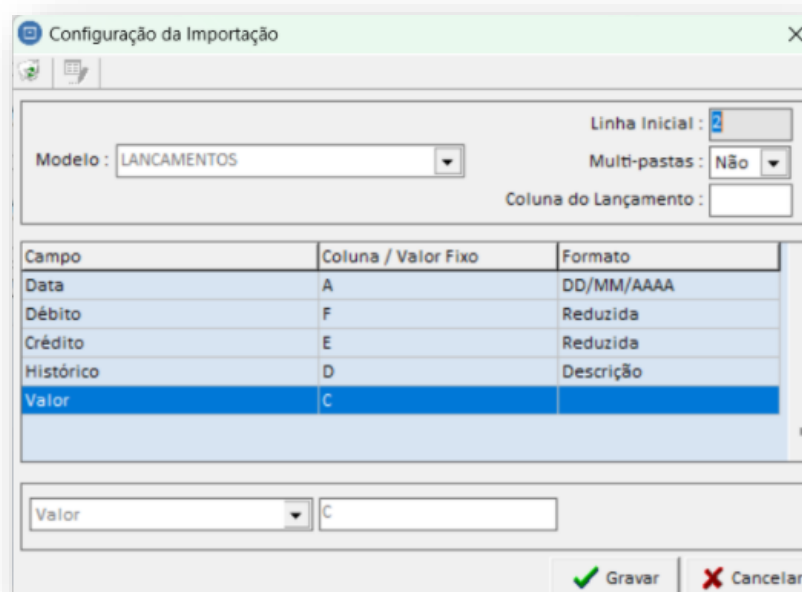 Configuração da Importação
Linha Inicial : 2
Modelo : LANCAMENTOS
Multi-pastas : Não
Coluna do Lançamento :
Campo Coluna / Valor Fixo Formato
Data A DD/MM/AAAA
Débito F Reduzida
Crédito E Reduzida
Histórico D Descrição
Valor C
Valor C
Gravar Cancelar